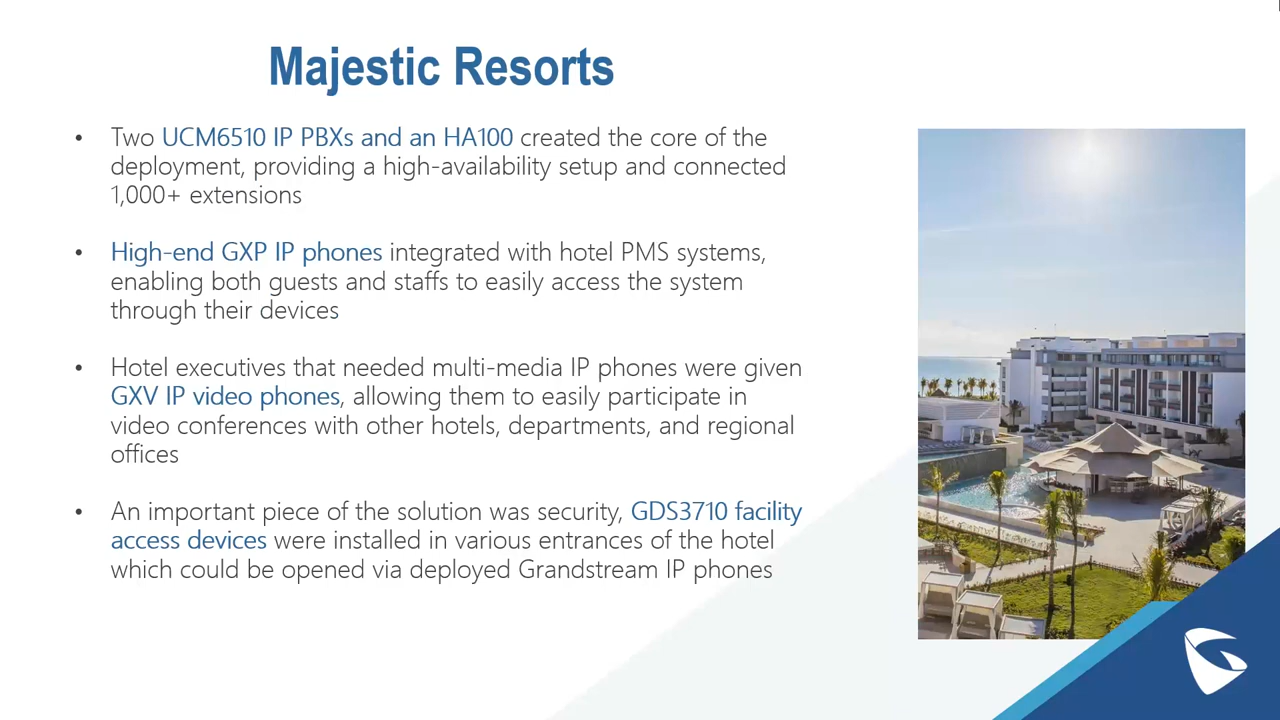 Majestic Resorts
• Two UCM6510 IP PBXs and an HA100 created the core of the
deployment, providing a high-availability setup and connected
1,000+ extensions
• High-end GXP IP phones integrated with hotel PMS systems,
enabling both guests and staffs to easily access the system
through their devices
• Hotel executives that needed multi-media IP phones were given
GXV IP video phones, allowing them to easily participate in
video conferences with other hotels, departments, and regional
offices
• An important piece of the solution was security, GDS3710 facility
access devices were installed in various entrances of the hotel
which could be opened via deployed Grandstream IP phones